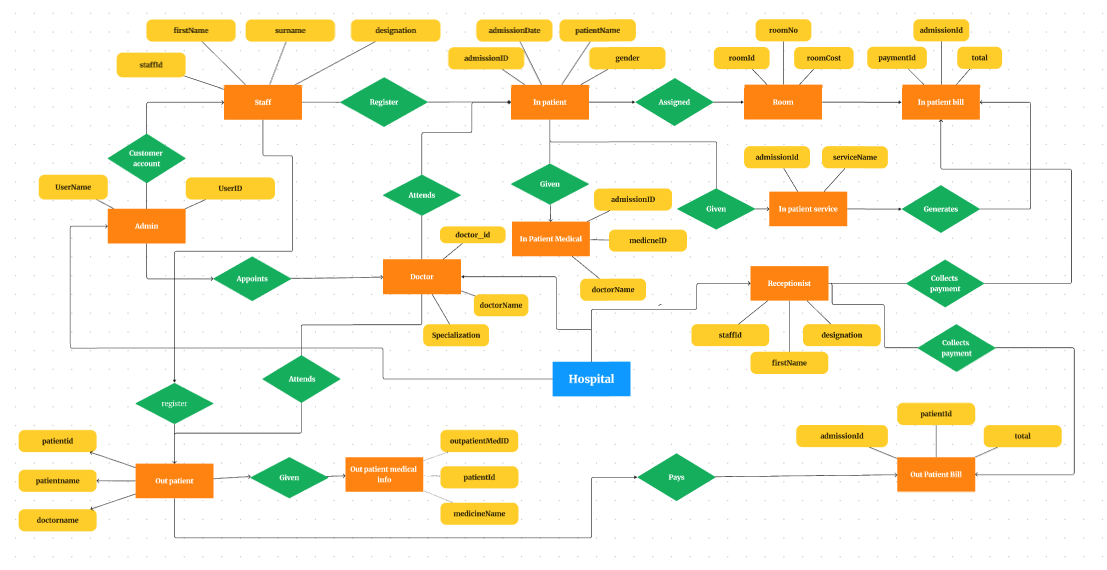 roomNo
firstName
surname
designation
admissionDate
patientName
admissionId
staffId
admissionID
gender
roomId
roomCost
paymentId
total
Staff
Register
In patient
Assigned
Room
In patient bill
Customer
account
admissionId
serviceName
UserName
UserID
Attends
Given
admissionID
Given
In patient service
Generates
Admin
doctor_id
In Patient Medical
medicneID
Appoints
Doctor
doctorName
Receptionist
Collects
payment
doctorName
Specialization
staffId
designation
firstName
Collects
payment
Attends
Hospital
register
patientId
patientid
outpatientMedID
admissionId
total
Out patient
Given
Out patient medical
info
patientId
Pays
Out Patient Bill
patientname
medicineName
doctorname